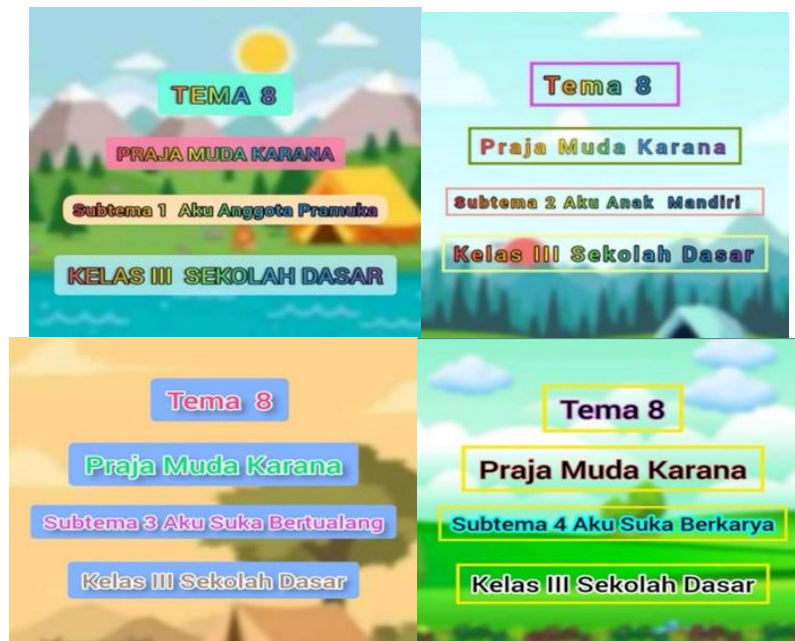 TEMA 8
PRAJA MUDA KARANA
Subtema 1 Aku Anggota Pramuka
KELAS III SEKOLAH DASAR
Tema 8
Praja Muda Karana
Subtema 2 Aku Anak Mandiri
Kelas III Sekolah Dasar
Tema 8
Praja Muda Karana
Subtema 3 Aku Suka Bertualang
Kelas III Sekolah Dasar
Tema 8
Praja Muda Karana
Subtema 4 Aku Suka Berkarya
Kelas III Sekolah Dasar